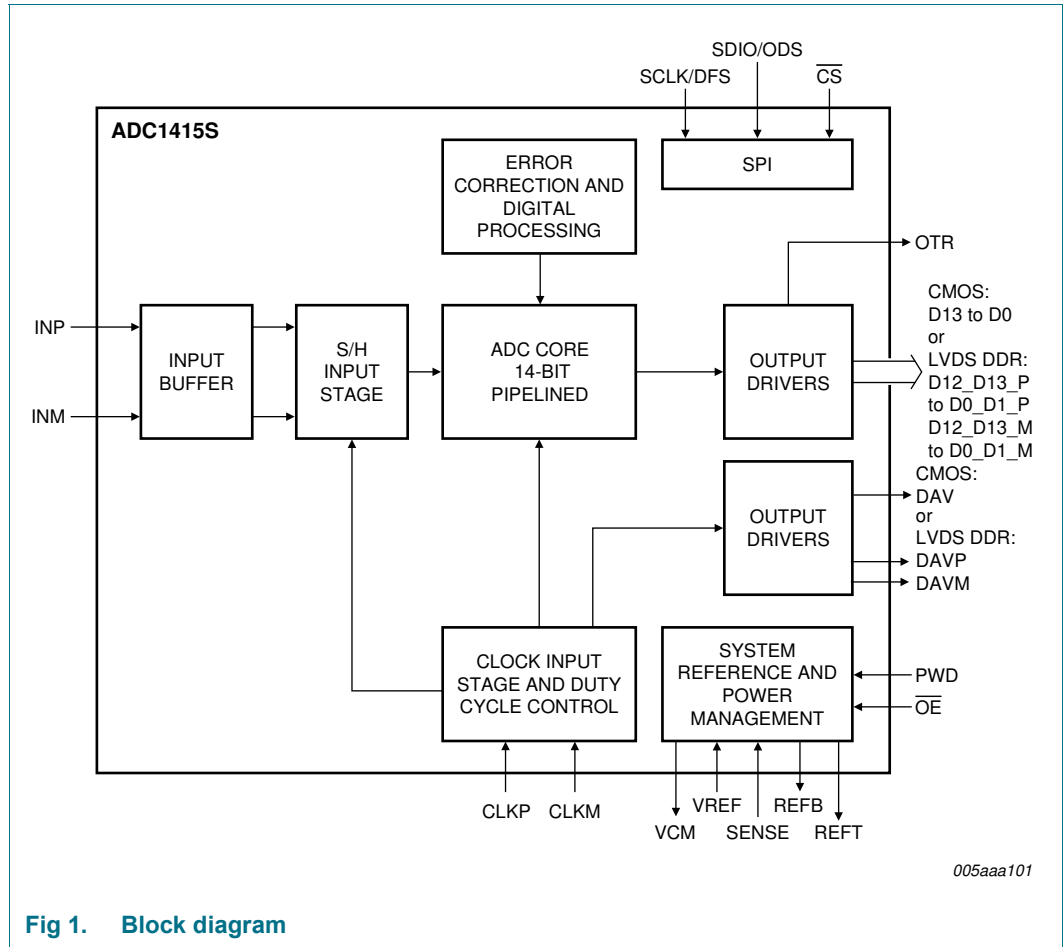 SDIO/ODS
SCLK/DFS
CS
ADC1415S
ERROR
CORRECTION AND
DIGITAL
PROCESSING
SPI
OTR
CMOS:
D13 to D0
or
LVDS DDR:
D12_D13_P
to D0_D1_P
D12_D13_M
to D0_D1_M
INP
INM
INPUT
BUFFER
S/H
INPUT
STAGE
ADC CORE
14-BIT
PIPELINED
OUTPUT
DRIVERS
OUTPUT
DRIVERS
CMOS:
DAV
or
LVDS DDR:
DAVP
DAVM
CLOCK INPUT
STAGE AND DUTY
CYCLE CONTROL
SYSTEM
REFERENCE AND
POWER
MANAGEMENT
PWD
OE
CLKP
CLKM
VCM
VREF
SENSE
REFB
REFT
005aaa101
Fig 1. Block diagram